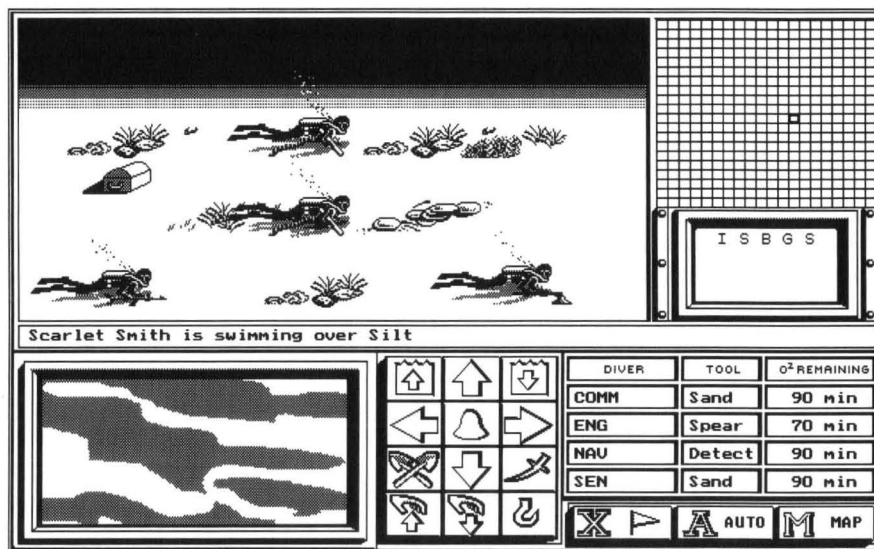 I S B G S
Scarlet Smith is swimming over Silt
DIVER TOOL O² REMAINING
COMM Sand 90 min
ENG Spear 70 min
NAV Detect 90 min
SEN Sand 90 min
X A AUTO M MAP